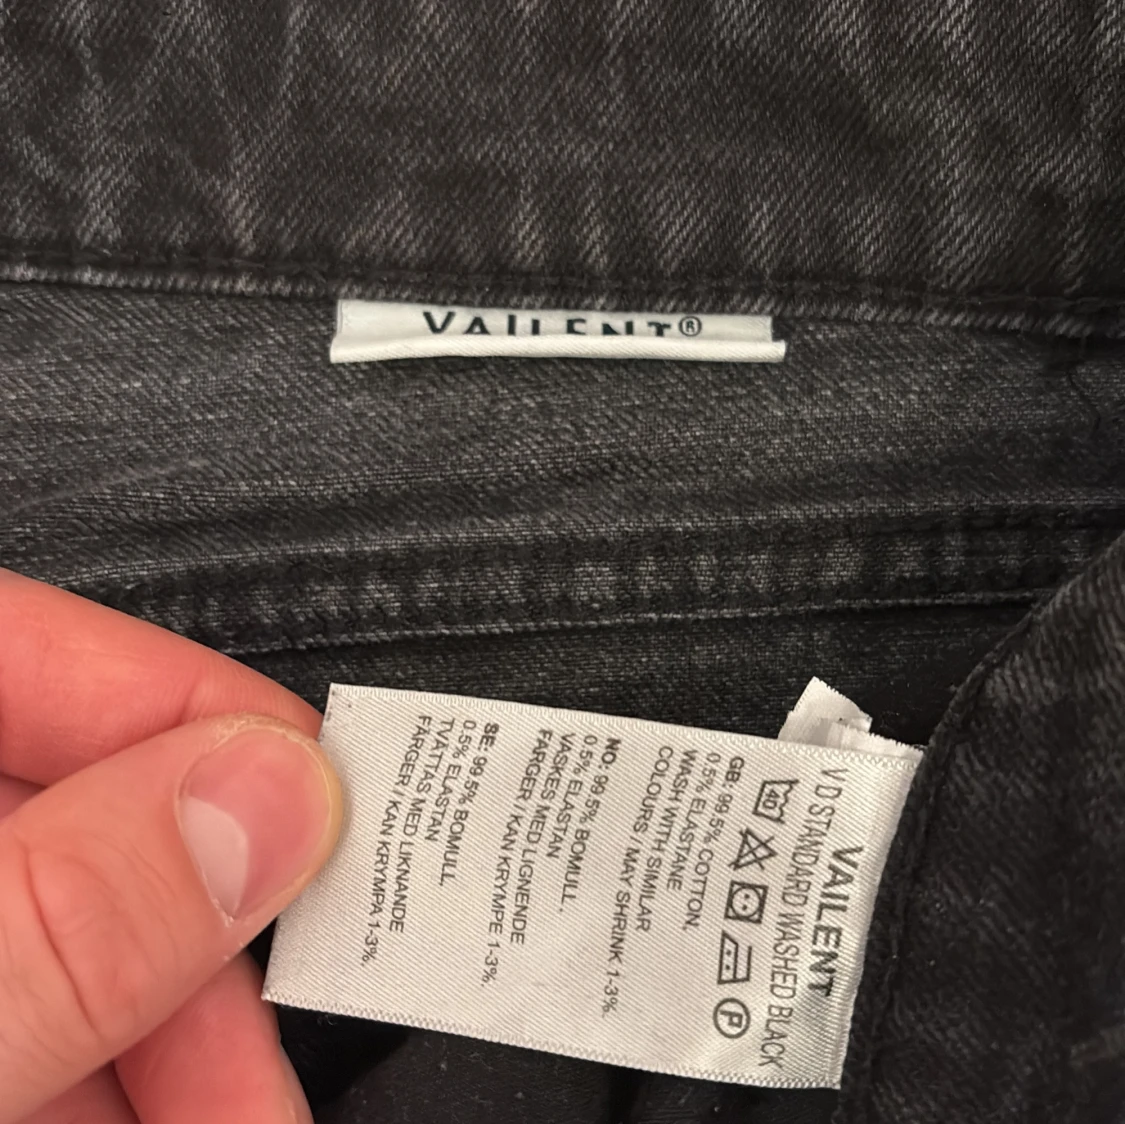 VAILENT®
VAILENT
V D STANDARD WASHED BLACK
40 P
GB: 99.5% COTTON,
0.5% ELASTANE
WASH WITH SIMILAR
COLOURS / MAY SHRINK 1-3%.
NO: 99.5% BOMULL ,
0.5% ELASTAN
VASKES MED LIGNENDE
FARGER / KAN KRYMPE 1-3%.
SE: 99.5% BOMULL,
0.5% ELASTAN
TVÄTTAS MED LIKNANDE
FÄRGER / KAN KRYMPA 1-3%.